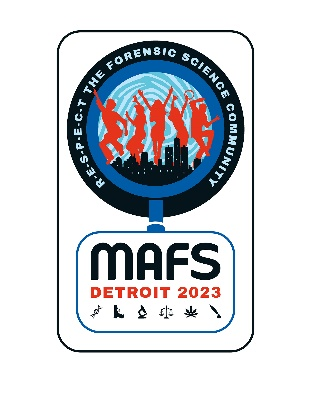 R-E-S-P-E-C-T THE FORENSIC SCIENCE COMMUNITY
MAFS
DETROIT 2023